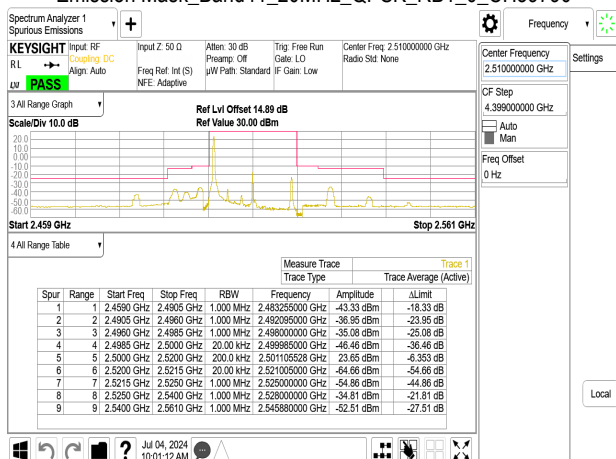 Spectrum Analyzer 1
Spurious Emissions
Frequency
KEYSIGHT
Input: RF
Coupling: DC
Align: Auto
Input Z: 50 Ω
Freq Ref: Int (S)
NFE: Adaptive
Atten: 30 dB
Preamp: Off
µW Path: Standard
Trig: Free Run
Gate: LO
IF Gain: Low
Center Freq: 2.510000000 GHz
Radio Std: None
RL
PASS
Center Frequency
2.510000000 GHz
Settings
CF Step
4.399000000 GHz
Auto
Man
Freq Offset
0 Hz
3 All Range Graph
Scale/Div 10.0 dB
Ref Lvl Offset 14.89 dB
Ref Value 30.00 dBm
20.0
10.0
0.00
-10.0
-20.0
-30.0
-40.0
-50.0
-60.0
Start 2.459 GHz
Stop 2.561 GHz
4 All Range Table
Measure Trace Trace 1
Trace Type Trace Average (Active)
Spur Range Start Freq Stop Freq RBW Frequency Amplitude ΔLimit
1 1 2.4590 GHz 2.4905 GHz 1.000 MHz 2.483255000 GHz -43.33 dBm -18.33 dB
2 2 2.4905 GHz 2.4960 GHz 1.000 MHz 2.492095000 GHz -36.95 dBm -23.95 dB
3 3 2.4960 GHz 2.4985 GHz 1.000 MHz 2.498000000 GHz -35.08 dBm -25.08 dB
4 4 2.4985 GHz 2.5000 GHz 20.00 kHz 2.499985000 GHz -46.46 dBm -36.46 dB
5 5 2.5000 GHz 2.5200 GHz 200.0 kHz 2.501105528 GHz 23.65 dBm -6.353 dB
6 6 2.5200 GHz 2.5215 GHz 20.00 kHz 2.521005000 GHz -64.66 dBm -54.66 dB
7 7 2.5215 GHz 2.5250 GHz 1.000 MHz 2.525000000 GHz -54.86 dBm -44.86 dB
8 8 2.5250 GHz 2.5400 GHz 1.000 MHz 2.528000000 GHz -34.81 dBm -21.81 dB
9 9 2.5400 GHz 2.5610 GHz 1.000 MHz 2.545880000 GHz -52.51 dBm -27.51 dB
Local
Jul 04, 2024
10:01:12 AM